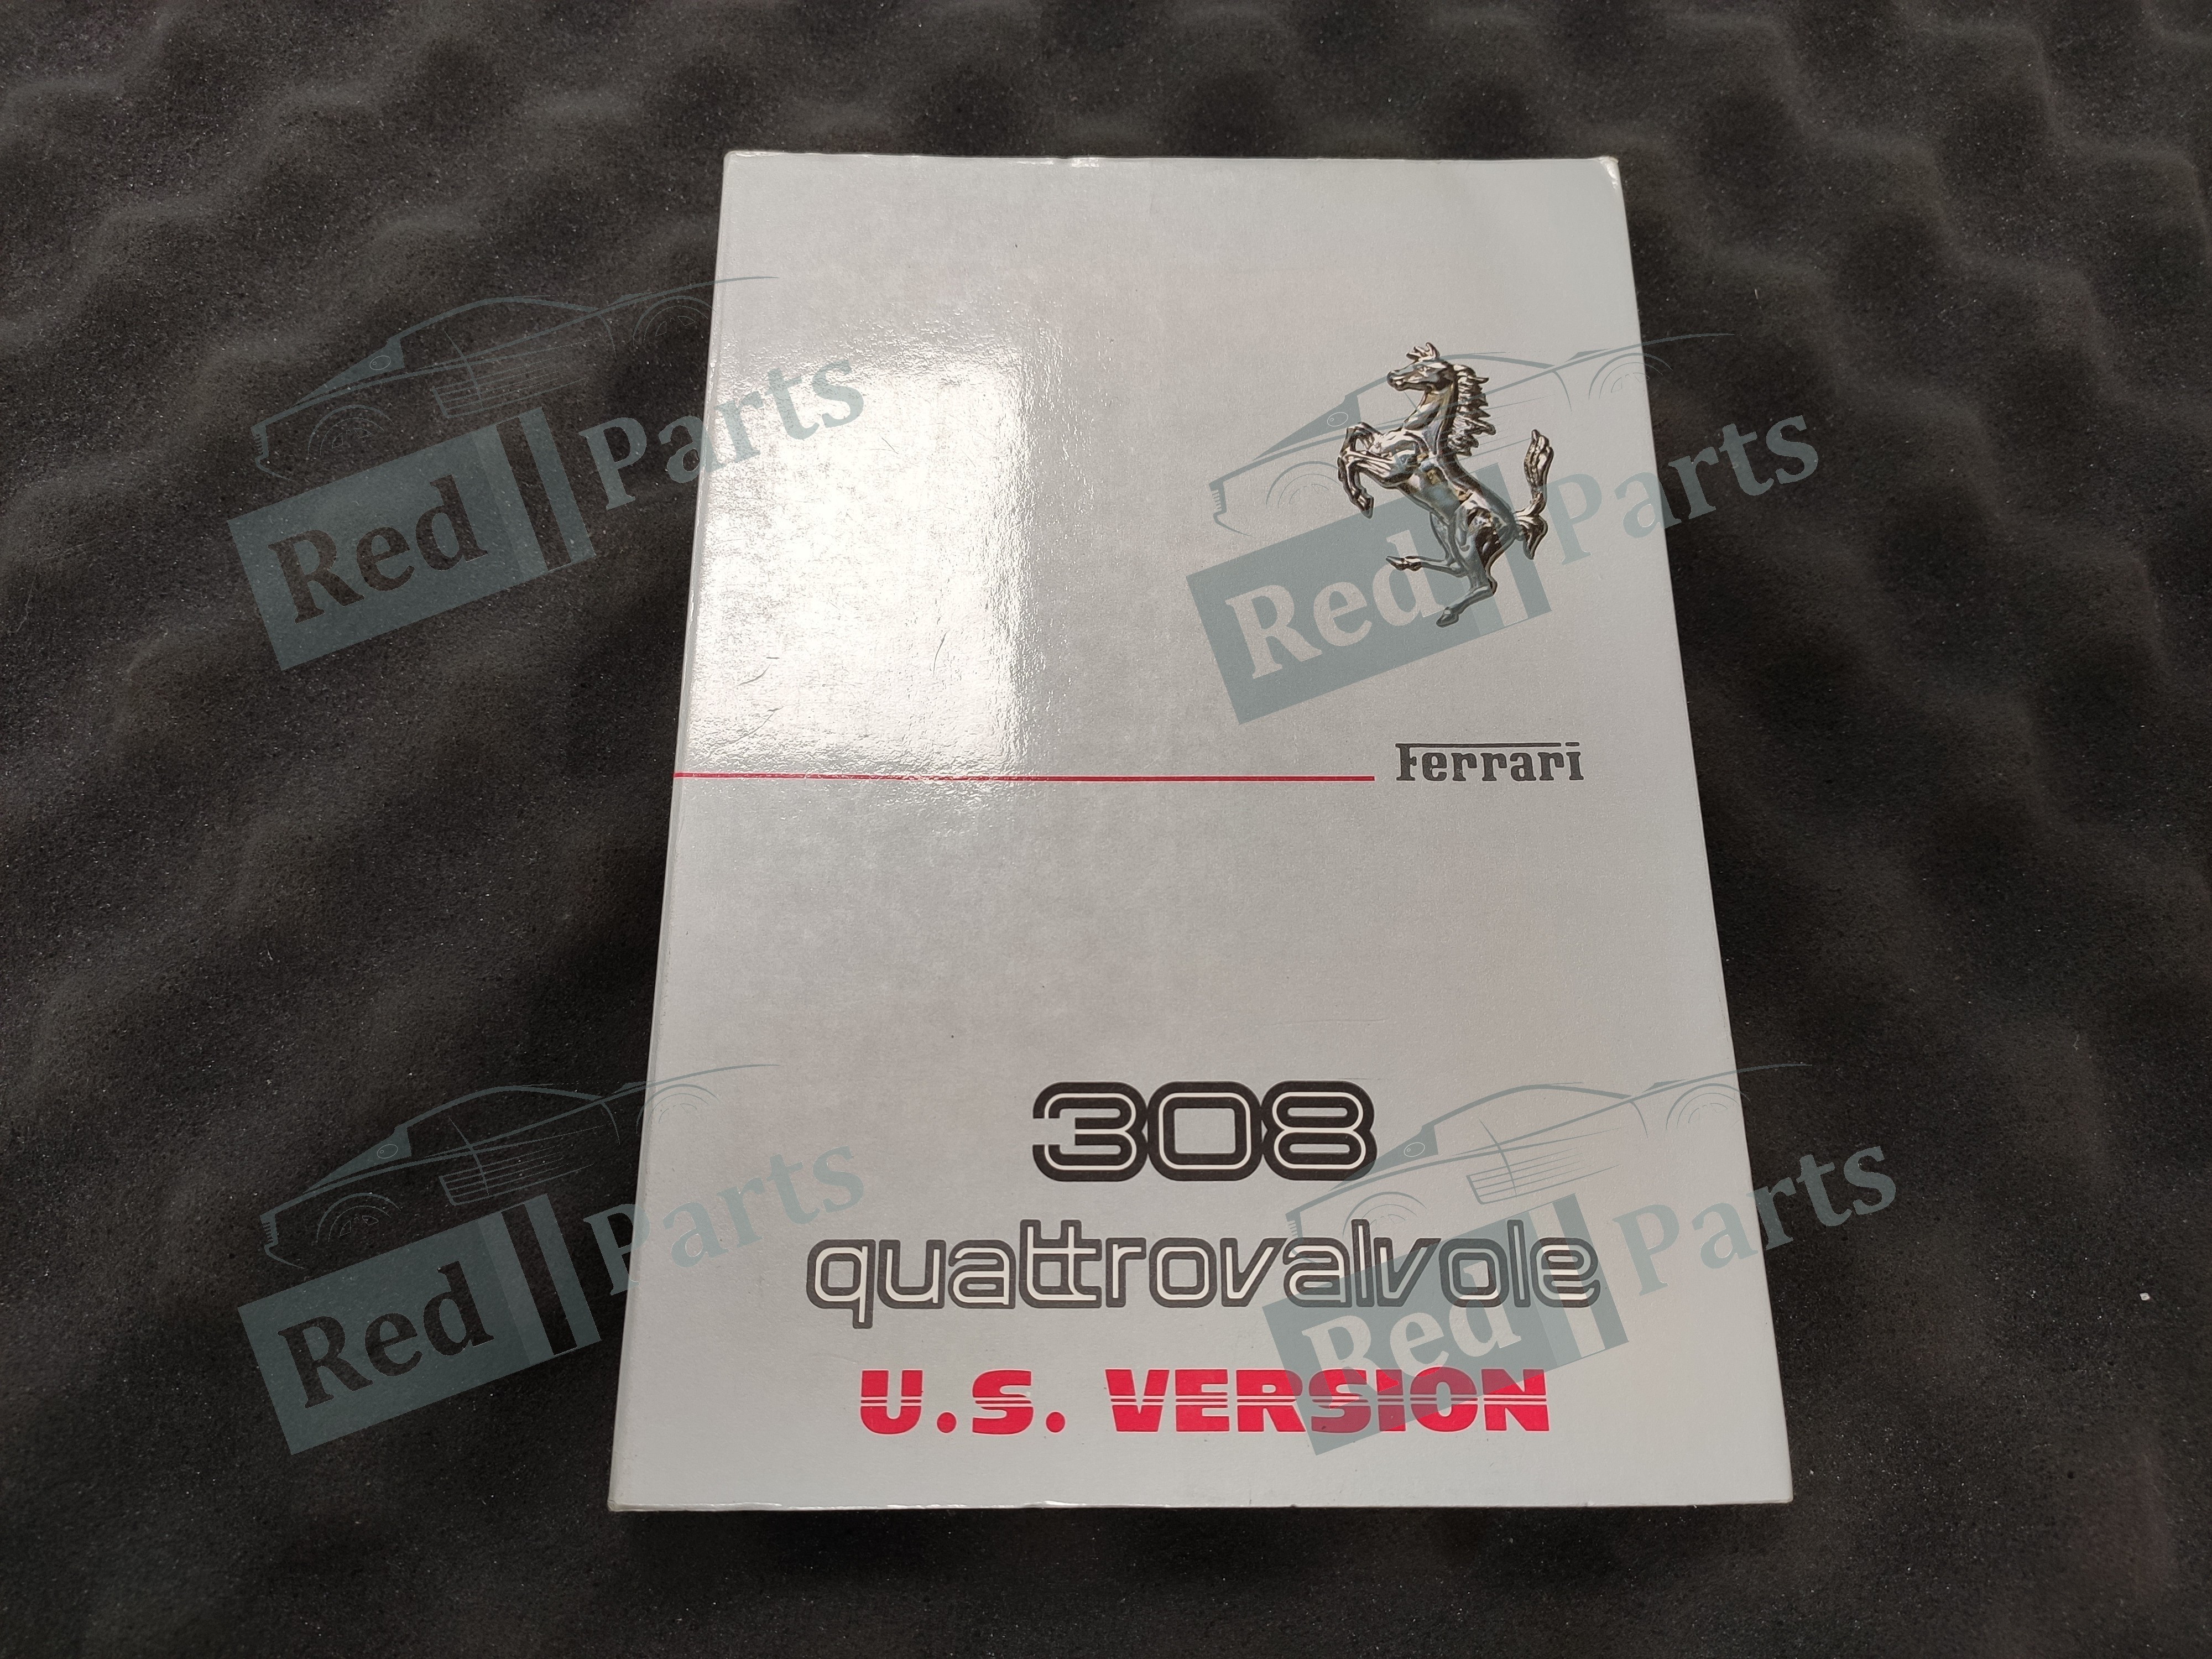 Red Parts
Red Parts
Ferrari
308
quattrovalvole
U.S. VERSION
Red Parts
Red Parts